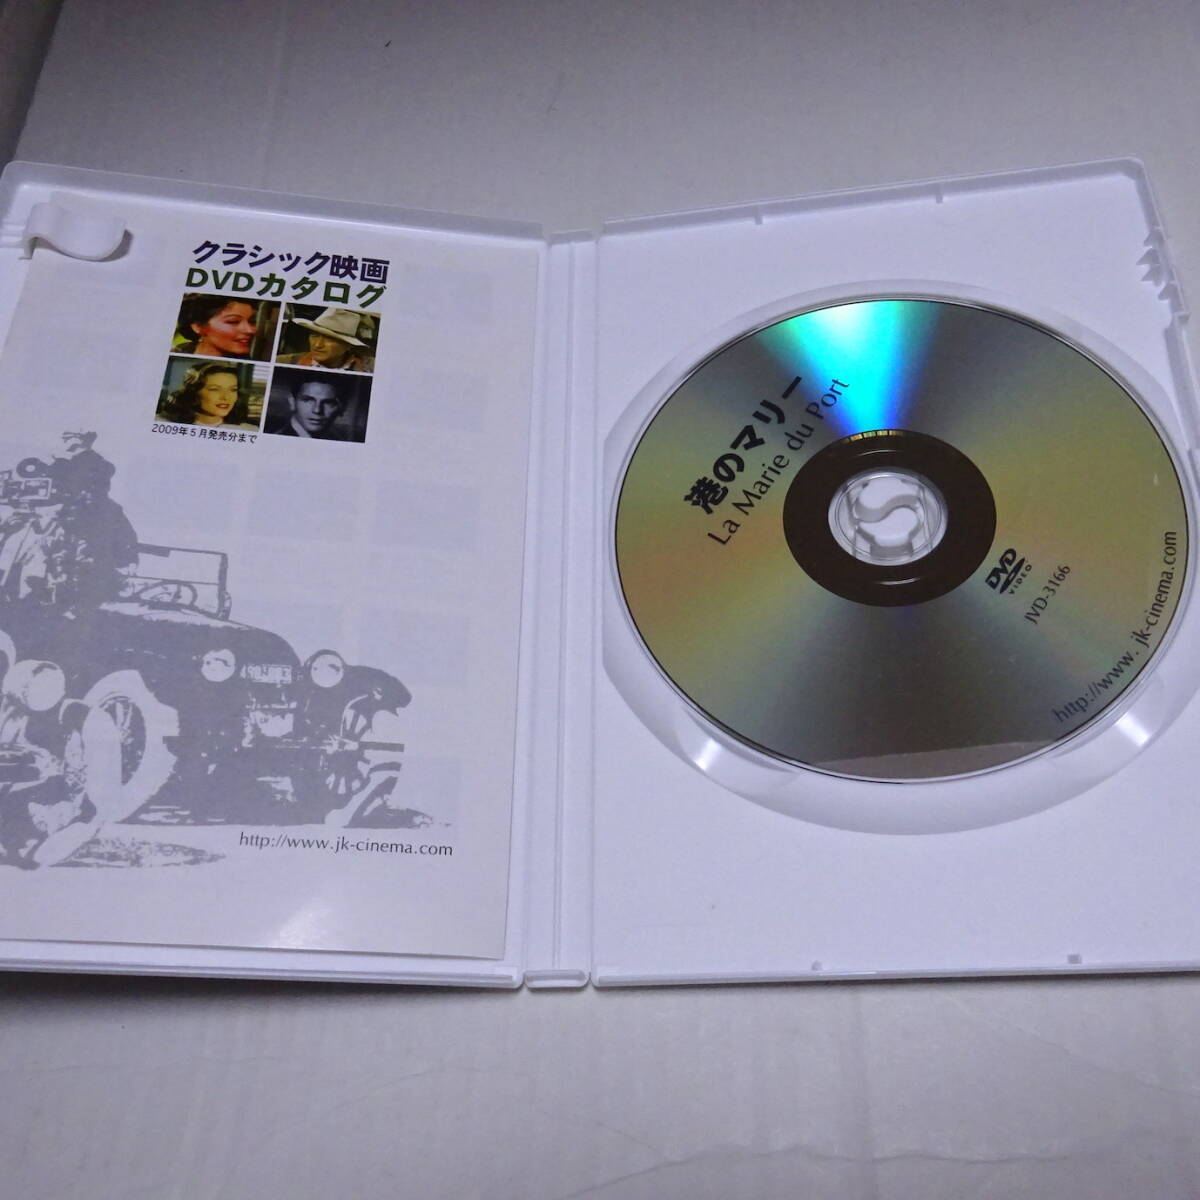 クラシック映画
DVDカタログ
2009年5月発売分まで
http://www.jk-cinema.com
港のマリー
La Marie du Port
DVD
VIDEO
JVD-3166
http://www.jk-cinema.com